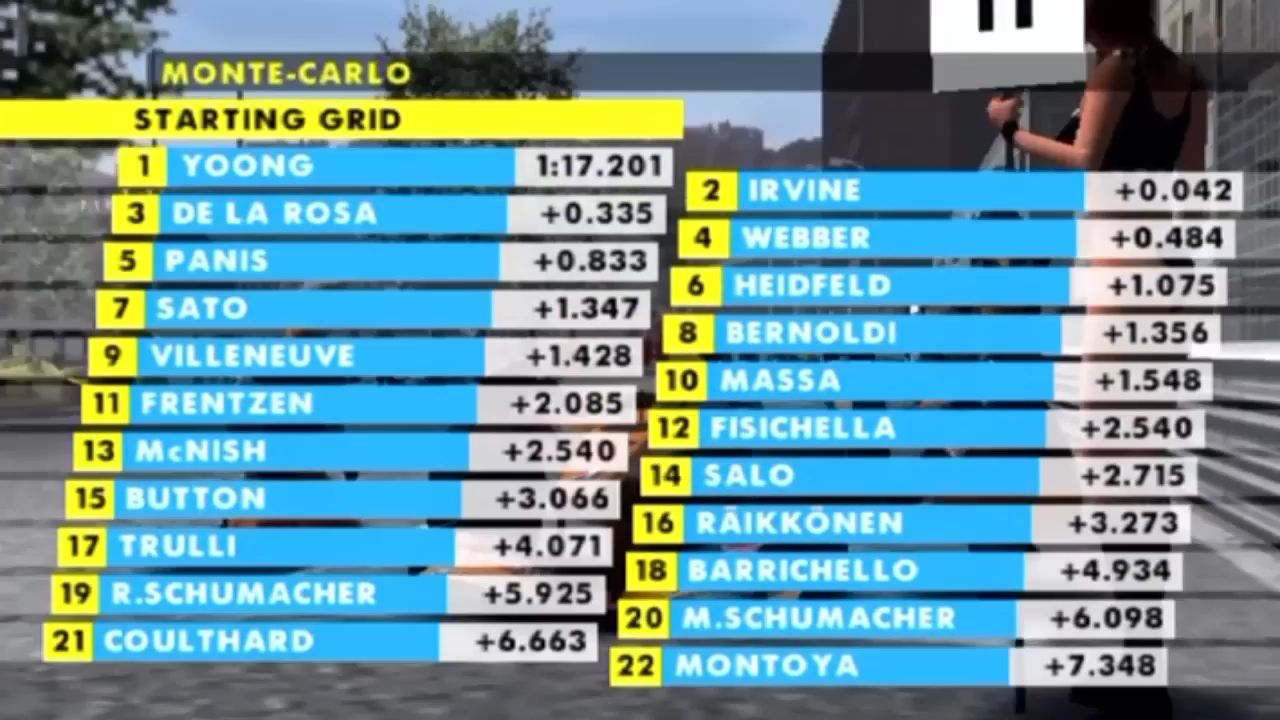 MONTE-CARLO
STARTING GRID
1 YOONG 1:17.201
2 IRVINE +0.042
3 DE LA ROSA +0.335
4 WEBBER +0.484
5 PANIS +0.833
6 HEIDFELD +1.075
7 SATO +1.347
8 BERNOLDI +1.356
9 VILLENEUVE +1.428
10 MASSA +1.548
11 FRENTZEN +2.085
12 FISICHELLA +2.540
13 McNISH +2.540
14 SALO +2.715
15 BUTTON +3.066
16 RÄIKKÖNEN +3.273
17 TRULLI +4.071
18 BARRICHELLO +4.934
19 R.SCHUMACHER +5.925
20 M.SCHUMACHER +6.098
21 COULTHARD +6.663
22 MONTOYA +7.348